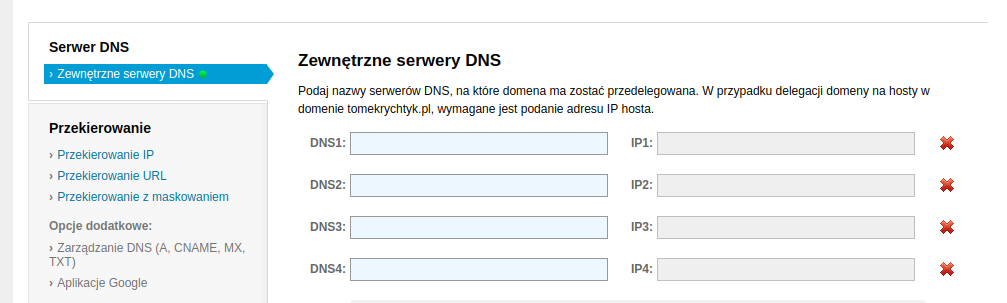 Serwer DNS
› Zewnętrzne serwery DNS
Przekierowanie
› Przekierowanie IP
› Przekierowanie URL
› Przekierowanie z maskowaniem
Opcje dodatkowe:
› Zarządzanie DNS (A, CNAME, MX,
TXT)
› Aplikacje Google
Zewnętrzne serwery DNS
Podaj nazwy serwerów DNS, na które domena ma zostać przedelegowana. W przypadku delegacji domeny na hosty w
domenie tomekrychtyk.pl, wymagane jest podanie adresu IP hosta.
DNS1: IP1:
DNS2: IP2:
DNS3: IP3:
DNS4: IP4: